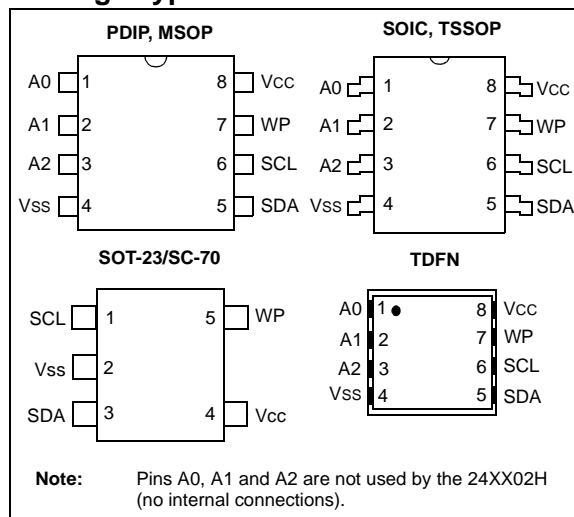 PDIP, MSOP
A0 1 8 VCC
A1 2 7 WP
A2 3 6 SCL
VSS 4 5 SDA
SOIC, TSSOP
A0 1 8 VCC
A1 2 7 WP
A2 3 6 SCL
VSS 4 5 SDA
SOT-23/SC-70
SCL 1 5 WP
Vss 2
SDA 3 4 Vcc
TDFN
A0 1 8 VCC
A1 2 7 WP
A2 3 6 SCL
VSS 4 5 SDA
Note: Pins A0, A1 and A2 are not used by the 24XX02H
(no internal connections).